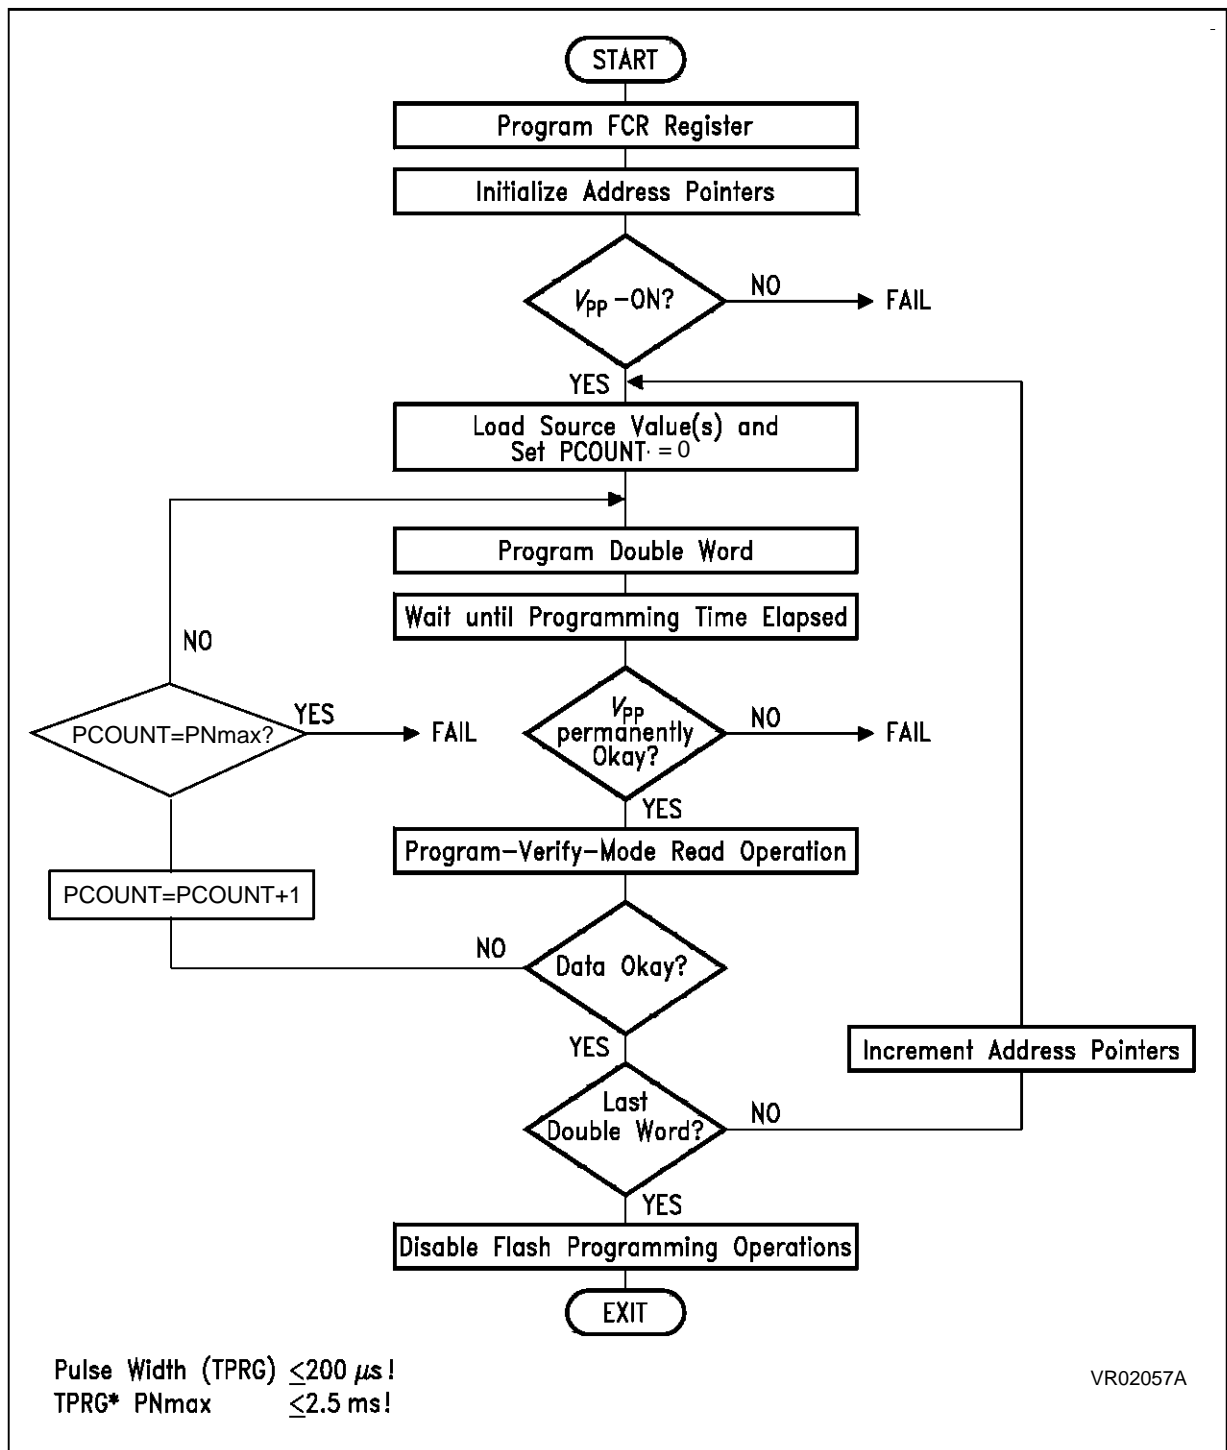 START
Program FCR Register
Initialize Address Pointers
VPP -ON?
NO
FAIL
YES
Load Source Value(s) and
Set PCOUNT = 0
Program Double Word
Wait until Programming Time Elapsed
NO
PCOUNT=PNmax?
YES
FAIL
VPP
permanently
Okay?
NO
FAIL
YES
Program-Verify-Mode Read Operation
PCOUNT=PCOUNT+1
NO
Data Okay?
YES
Increment Address Pointers
Last
Double Word?
NO
YES
Disable Flash Programming Operations
EXIT
Pulse Width (TPRG) ≤200 μs!
TPRG* PNmax ≤2.5 ms!
VR02057A